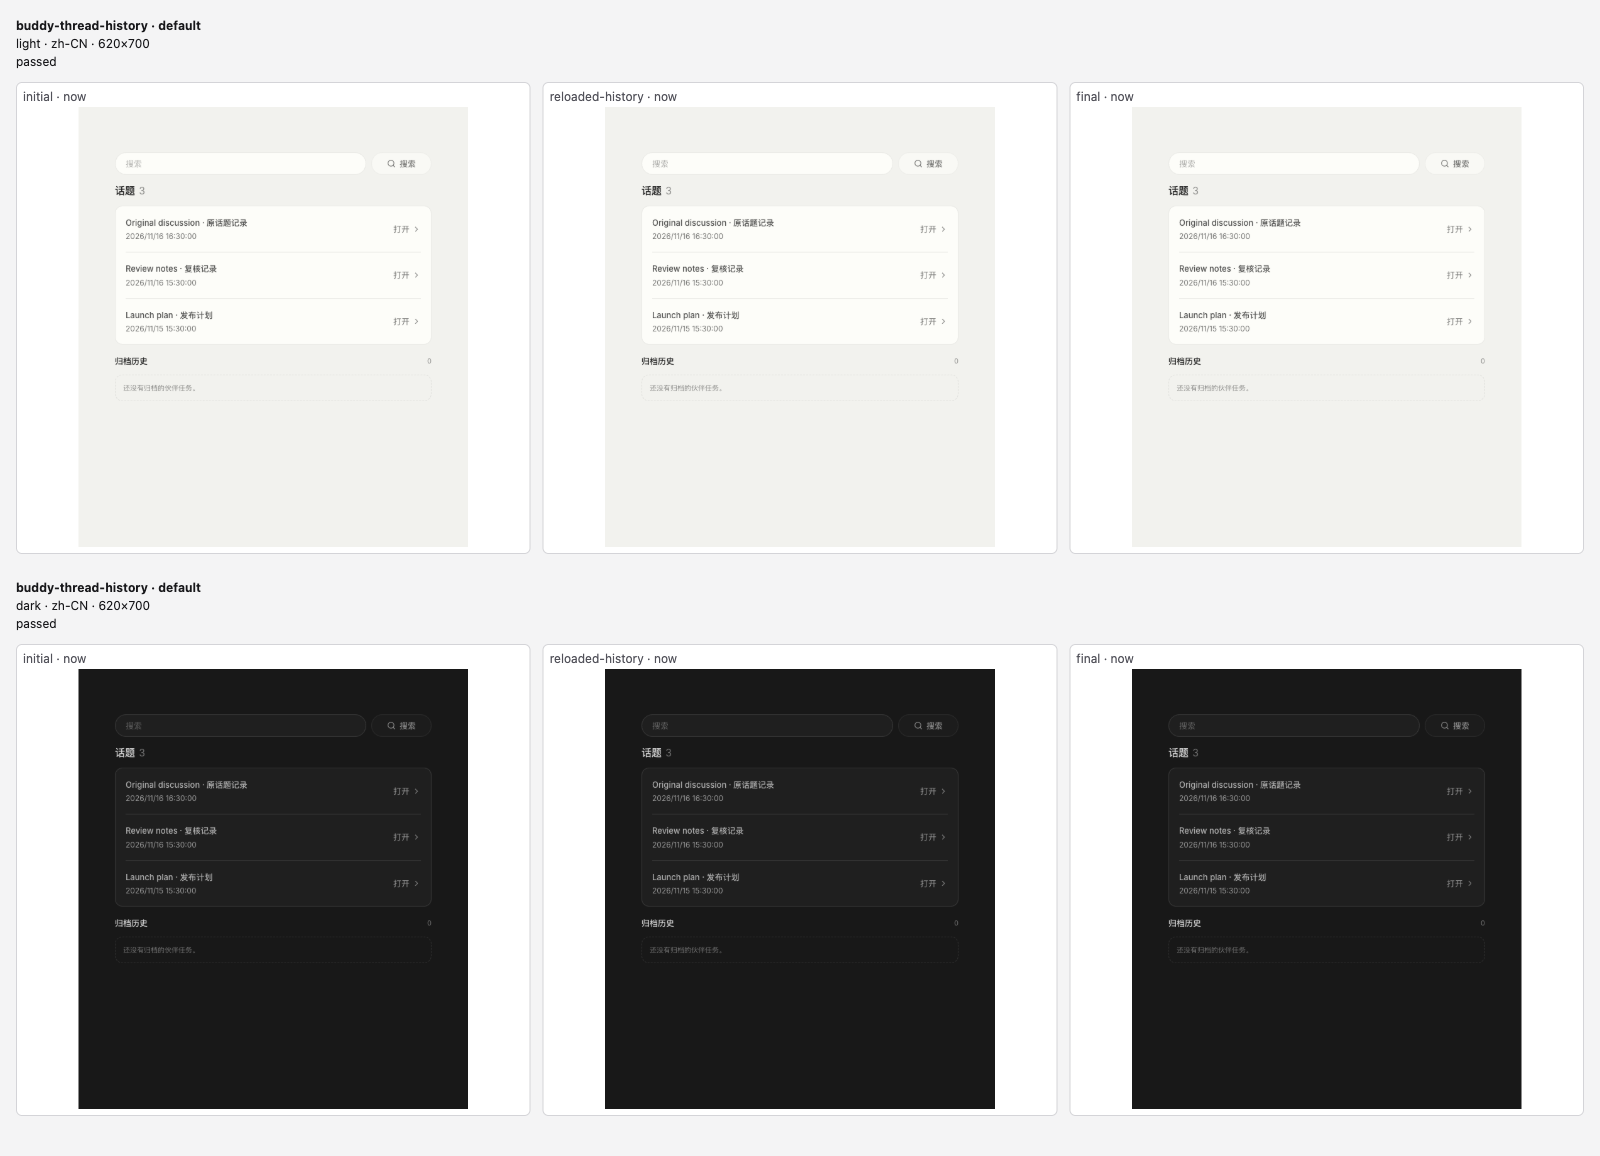 buddy-thread-history · default
light · zh-CN · 620×700
passed
initial · now
搜索
搜索
话题 3
Original discussion · 原话题记录
2026/11/16 16:30:00
打开
Review notes · 复核记录
2026/11/16 15:30:00
打开
Launch plan · 发布计划
2026/11/15 15:30:00
打开
归档历史 0
还没有归档的伙伴任务。
reloaded-history · now
搜索
搜索
话题 3
Original discussion · 原话题记录
2026/11/16 16:30:00
打开
Review notes · 复核记录
2026/11/16 15:30:00
打开
Launch plan · 发布计划
2026/11/15 15:30:00
打开
归档历史 0
还没有归档的伙伴任务。
final · now
搜索
搜索
话题 3
Original discussion · 原话题记录
2026/11/16 16:30:00
打开
Review notes · 复核记录
2026/11/16 15:30:00
打开
Launch plan · 发布计划
2026/11/15 15:30:00
打开
归档历史 0
还没有归档的伙伴任务。
buddy-thread-history · default
dark · zh-CN · 620×700
passed
initial · now
搜索
搜索
话题 3
Original discussion · 原话题记录
2026/11/16 16:30:00
打开
Review notes · 复核记录
2026/11/16 15:30:00
打开
Launch plan · 发布计划
2026/11/15 15:30:00
打开
归档历史 0
还没有归档的伙伴任务。
reloaded-history · now
搜索
搜索
话题 3
Original discussion · 原话题记录
2026/11/16 16:30:00
打开
Review notes · 复核记录
2026/11/16 15:30:00
打开
Launch plan · 发布计划
2026/11/15 15:30:00
打开
归档历史 0
还没有归档的伙伴任务。
final · now
搜索
搜索
话题 3
Original discussion · 原话题记录
2026/11/16 16:30:00
打开
Review notes · 复核记录
2026/11/16 15:30:00
打开
Launch plan · 发布计划
2026/11/15 15:30:00
打开
归档历史 0
还没有归档的伙伴任务。